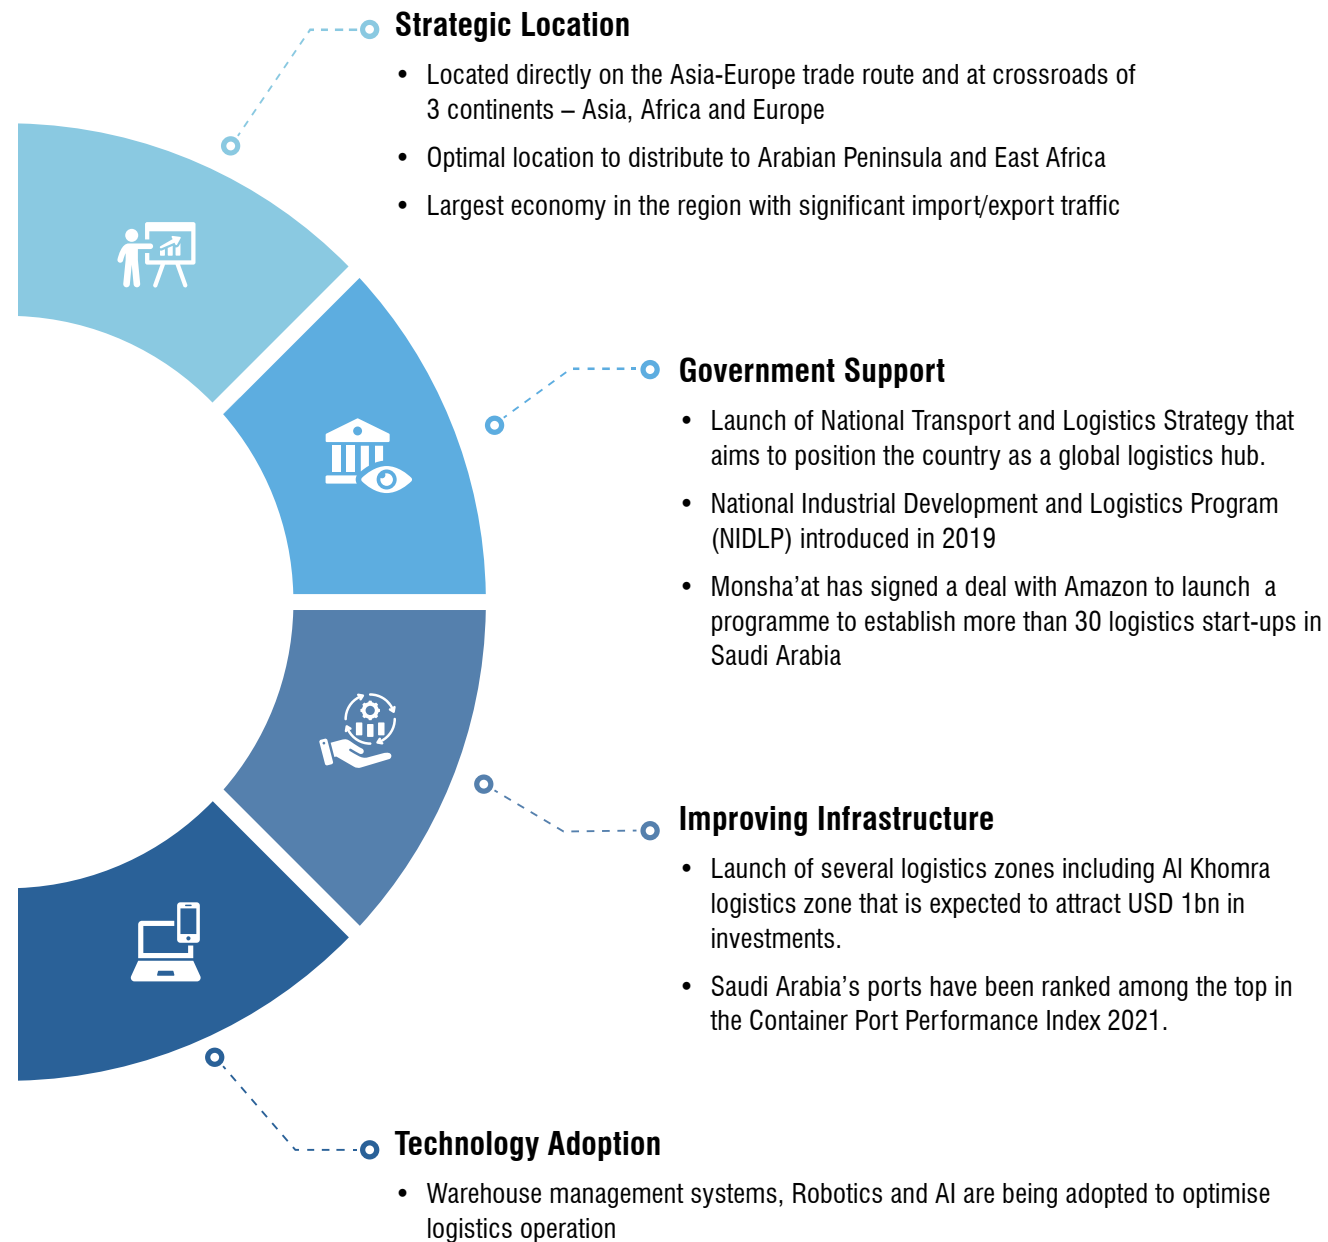 Strategic Location
• Located directly on the Asia-Europe trade route and at crossroads of
3 continents – Asia, Africa and Europe
• Optimal location to distribute to Arabian Peninsula and East Africa
• Largest economy in the region with significant import/export traffic
Government Support
• Launch of National Transport and Logistics Strategy that
aims to position the country as a global logistics hub.
• National Industrial Development and Logistics Program
(NIDLP) introduced in 2019
• Monsha’at has signed a deal with Amazon to launch  a
programme to establish more than 30 logistics start-ups in
Saudi Arabia
Improving Infrastructure
• Launch of several logistics zones including Al Khomra
logistics zone that is expected to attract USD 1bn in
investments.
• Saudi Arabia’s ports have been ranked among the top in
the Container Port Performance Index 2021.
Technology Adoption
• Warehouse management systems, Robotics and AI are being adopted to optimise
logistics operation